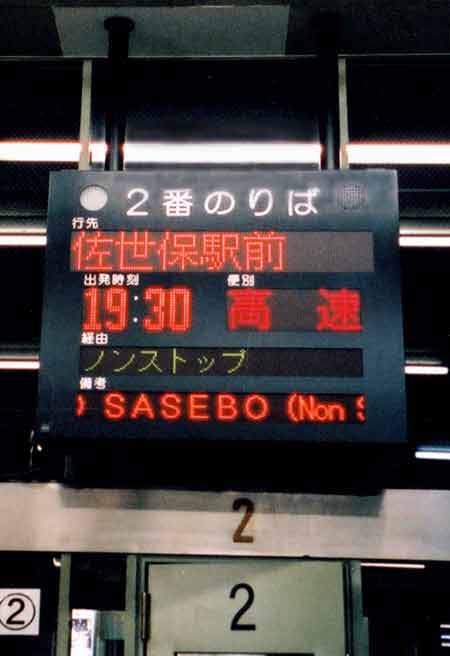 2番のりば
行先
佐世保駅前
出発時刻 便別
19:30 高速
経由
ノンストップ
備考
) SASEBO (Non S
2
2
②